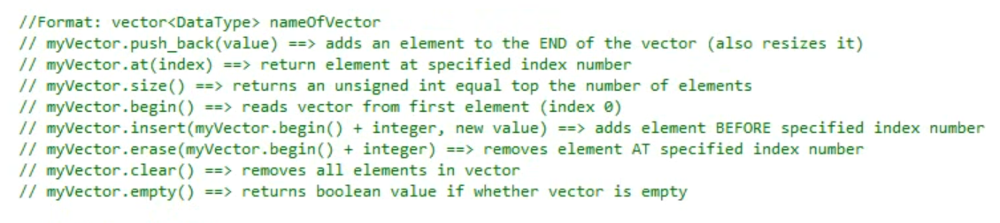 //Format: vector<DataType> nameOfVector
// myVector.push_back(value) ==> adds an element to the END of the vector (also resizes it)
// myVector.at(index) ==> return element at specified index number
// myVector.size() ==> returns an unsigned int equal top the number of elements
// myVector.begin() ==> reads vector from first element (index 0)
// myVector.insert(myVector.begin() + integer, new value) ==> adds element BEFORE specified index number
// myVector.erase(myVector.begin() + integer) ==> removes element AT specified index number
// myVector.clear() ==> removes all elements in vector
// myVector.empty() ==> returns boolean value if whether vector is empty